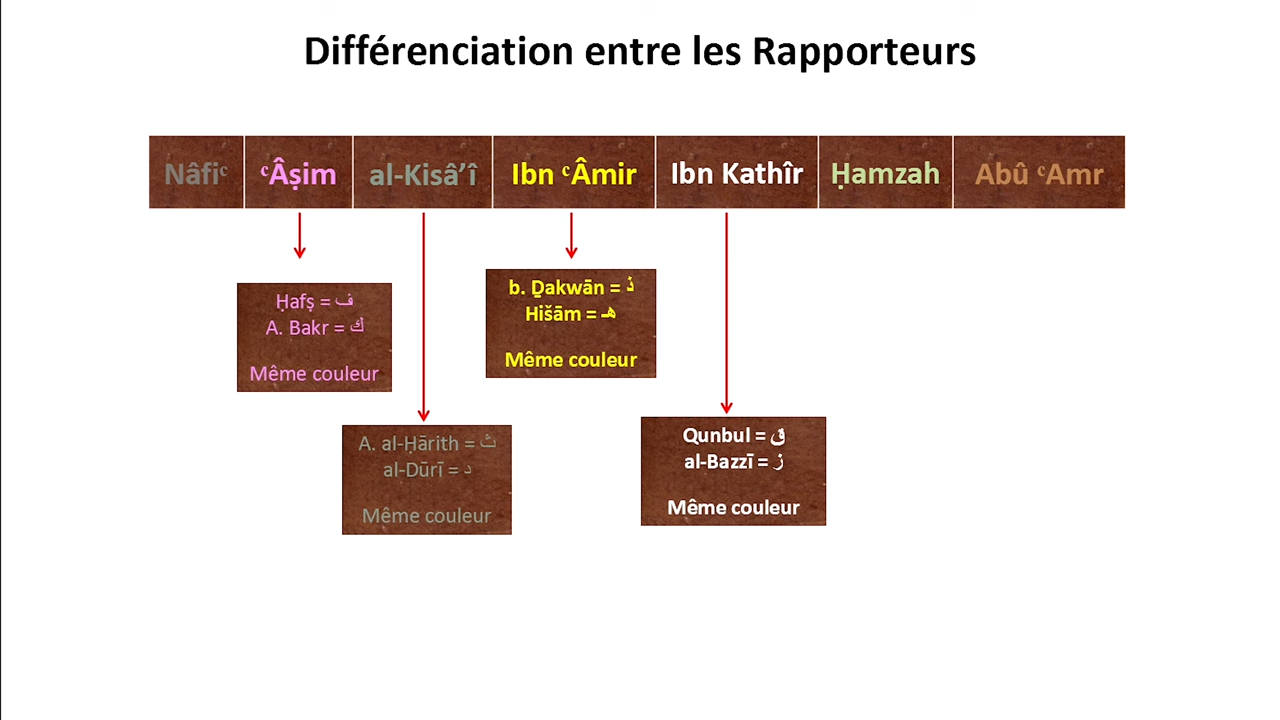 Différenciation entre les Rapporteurs
Nâfiᶜ ᶜÂṣim al-Kisâ’î Ibn ᶜÂmir Ibn Kathîr Ḥamzah Abû ᶜAmr
Ḥafṣ = ف
A. Bakr = ك
Même couleur
A. al-Ḥārith = ث
al-Dūrī = د
Même couleur
b. Ḏakwān = ذ
Hišām = هـ
Même couleur
Qunbul = ق
al-Bazzī = ز
Même couleur